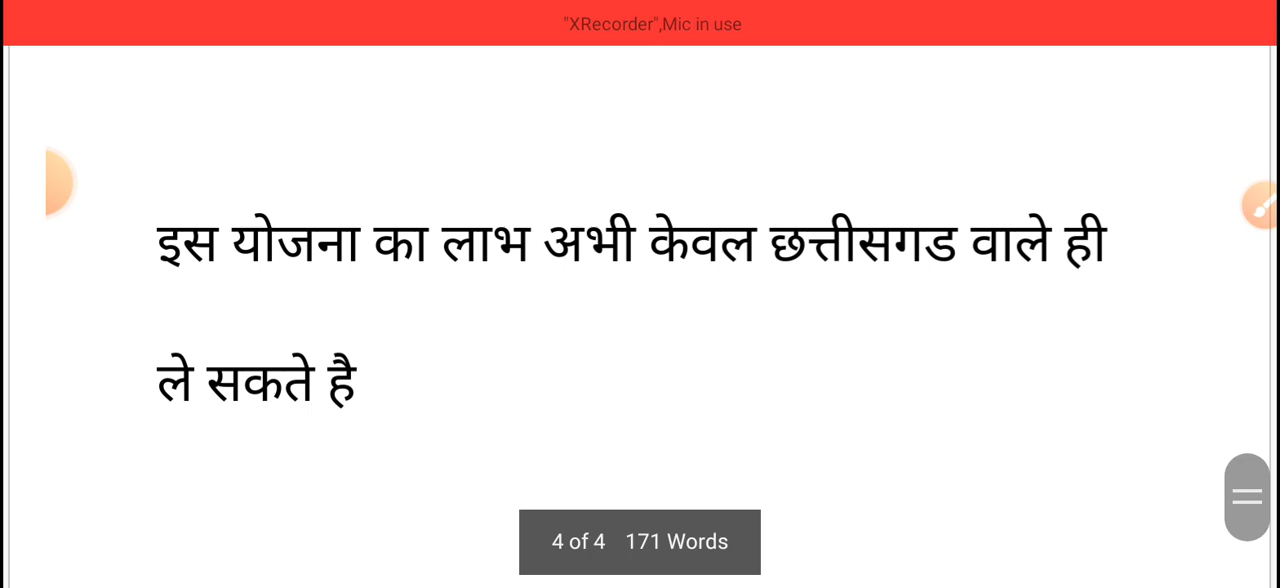 "XRecorder",Mic in use
इस योजना का लाभ अभी केवल छत्तीसगड वाले ही
ले सकते है
4 of 4 171 Words